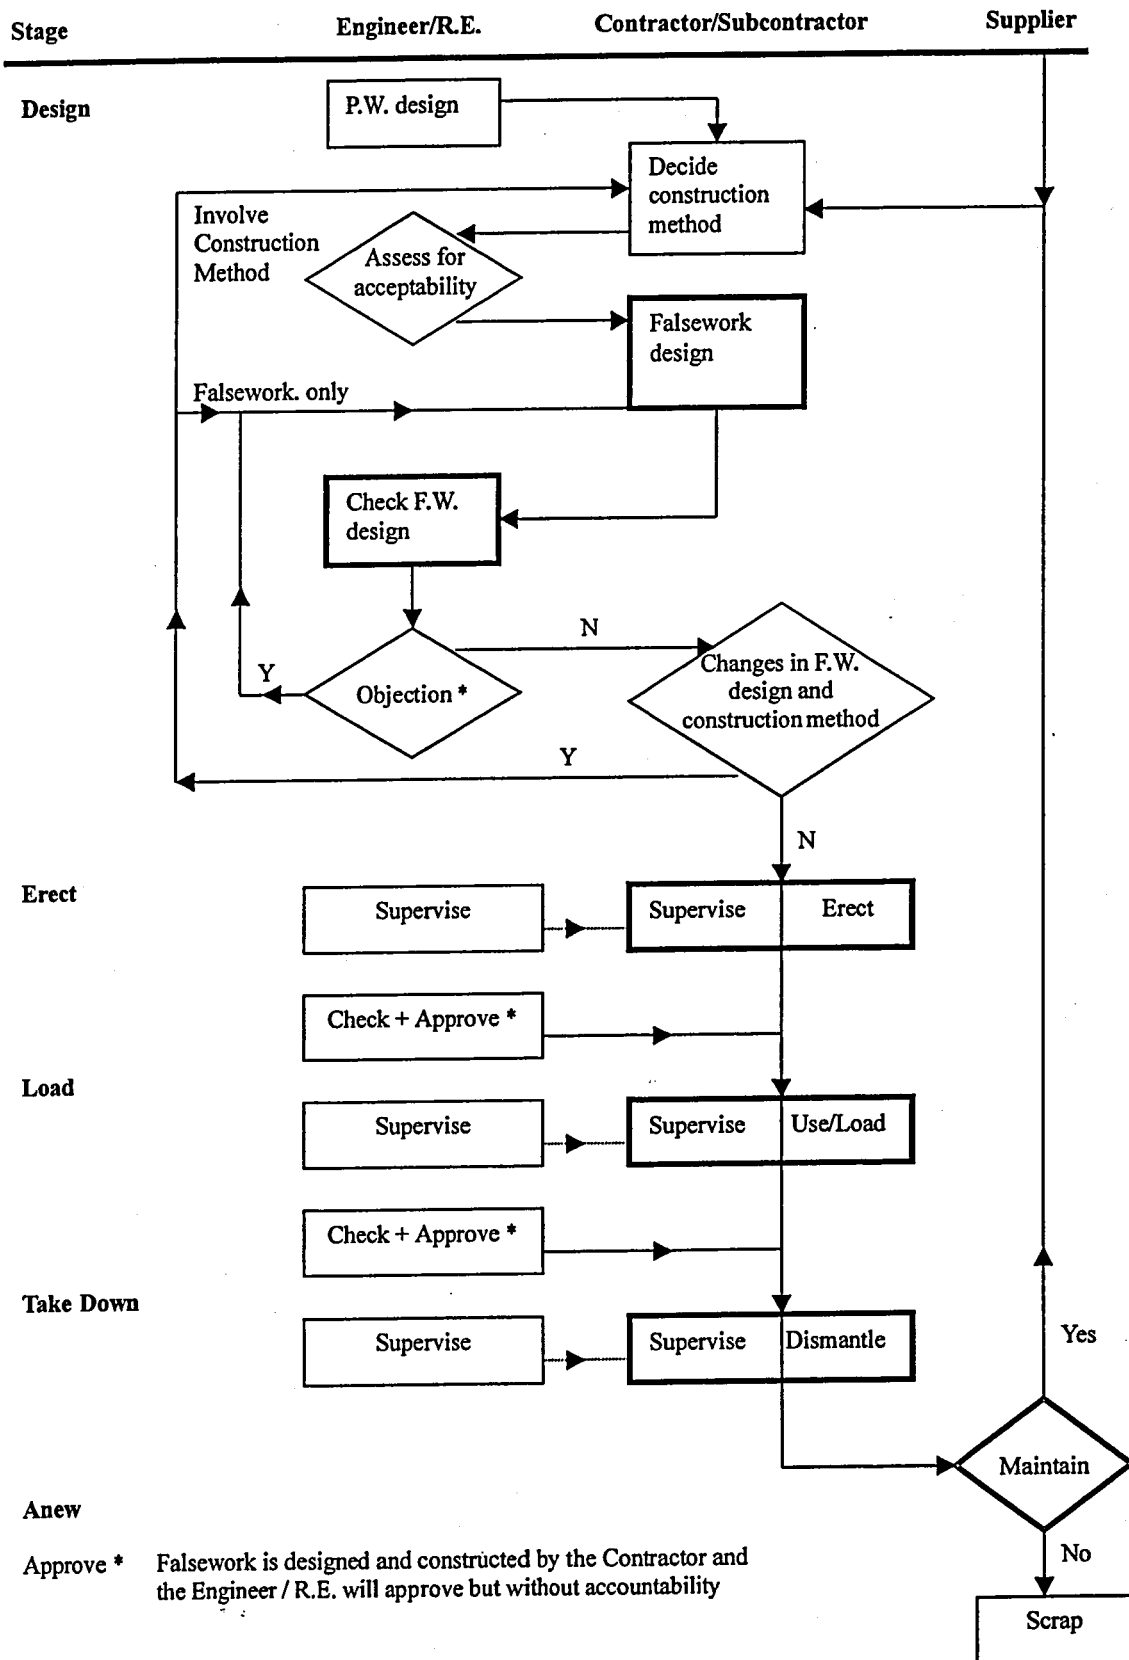 Stage Engineer/R.E. Contractor/Subcontractor Supplier
Design
P.W. design
Decide
construction
method
Involve
Construction
Method
Assess for
acceptability
Falsework
design
Falsework. only
Check F.W.
design
N
Y
Objection *
Changes in F.W.
design and
construction method
Y
N
Erect
Supervise
Supervise Erect
Check + Approve *
Load
Supervise
Supervise Use/Load
Check + Approve *
Take Down
Supervise
Supervise Dismantle
Yes
Maintain
Anew
No
Approve * Falsework is designed and constructed by the Contractor and
the Engineer / R.E. will approve but without accountability
Scrap